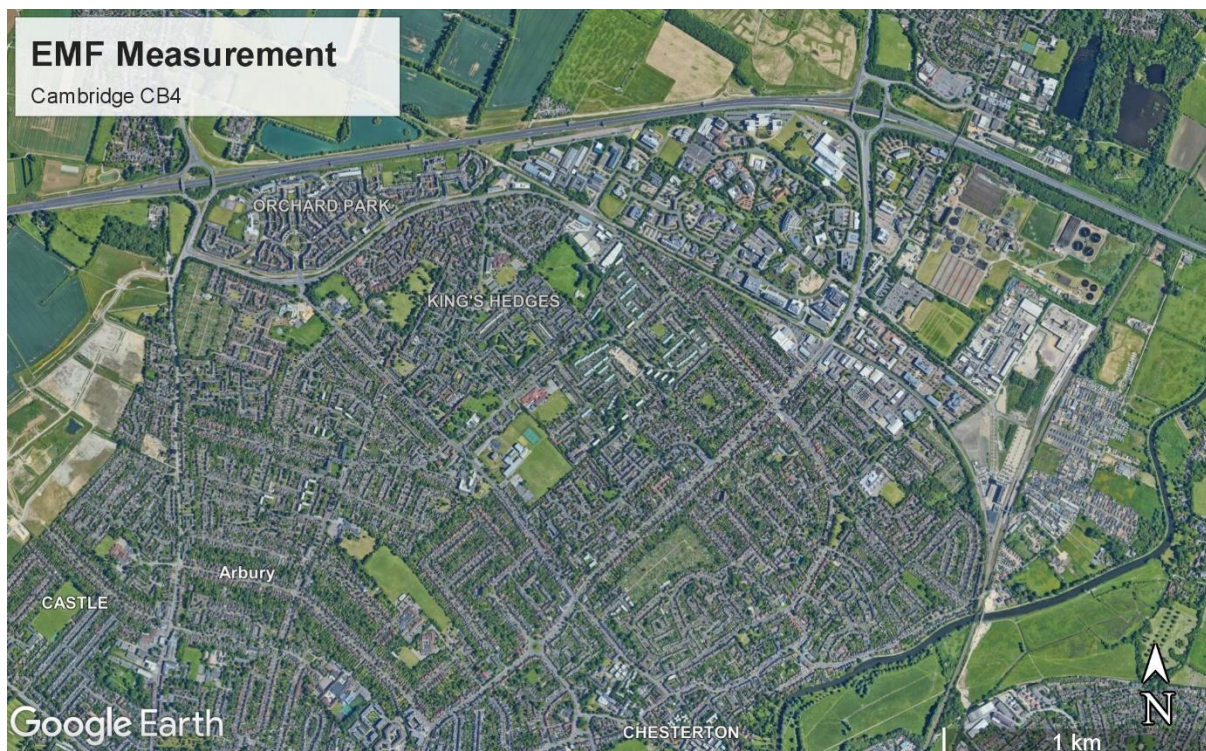 EMF Measurement
Cambridge CB4
ORCHARD PARK
KING'S HEDGES
Arbury
CASTLE
CHESTERTON
Google Earth
N
1 km